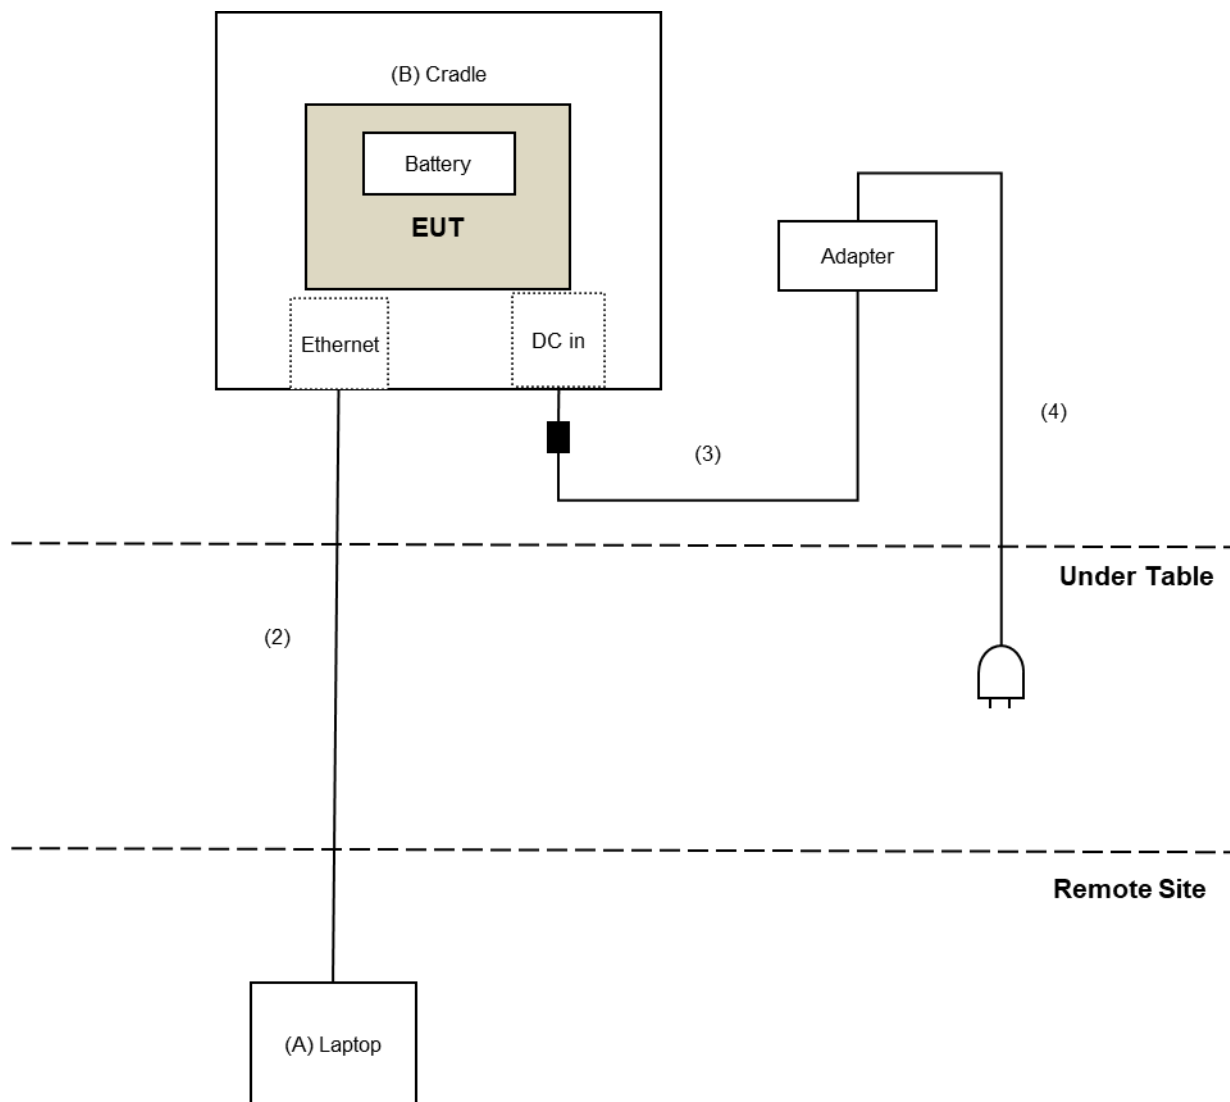 (B) Cradle
Battery
EUT
Adapter
Ethernet
DC in
(4)
(3)
Under Table
(2)
Remote Site
(A) Laptop